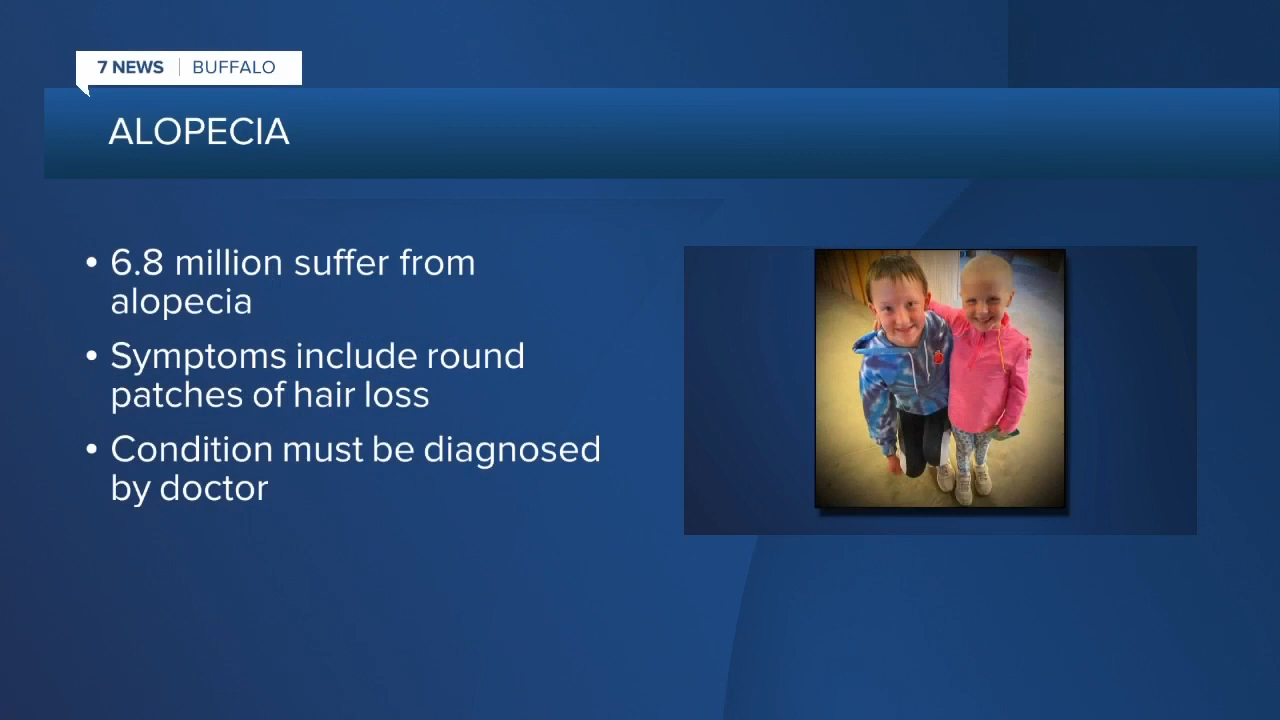 7 NEWS | BUFFALO
ALOPECIA
• 6.8 million suffer from
alopecia
• Symptoms include round
patches of hair loss
• Condition must be diagnosed
by doctor